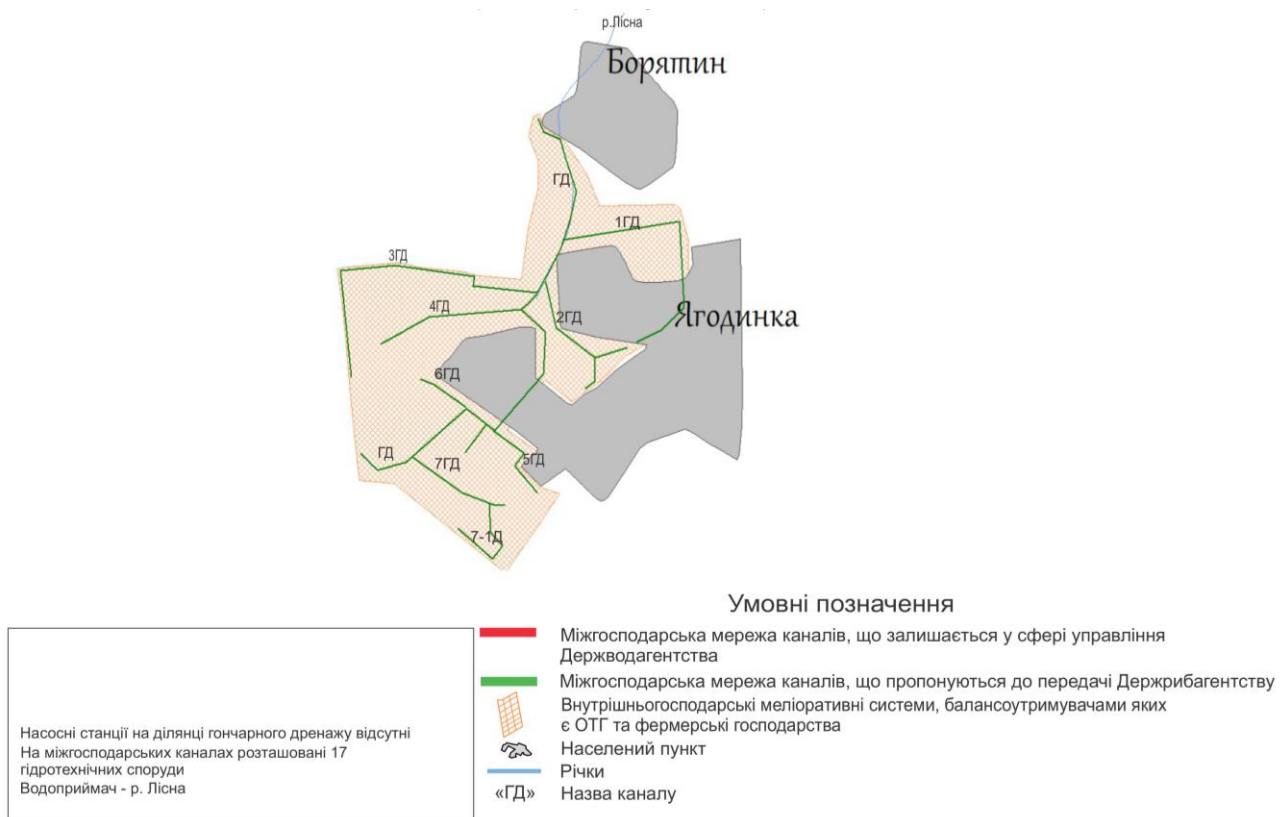 р.Лісна
Борятин
ГД
1ГД
3ГД
4ГД
2ГД
Ягодинка
6ГД
ГД
7ГД
5ГД
7-1Д
Умовні позначення
Міжгосподарська мережа каналів, що залишається у сфері управління
Держводагентства
Міжгосподарська мережа каналів, що пропонуються до передачі Держрибагентству
Внутрішньогосподарські меліоративні системи, балансоутримувачами яких
є ОТГ та фермерські господарства
Населений пункт
Річки
«ГД» Назва каналу
Насосні станції на ділянці гончарного дренажу відсутні
На міжгосподарських каналах розташовані 17
гідротехнічних споруди
Водоприймач - р. Лісна